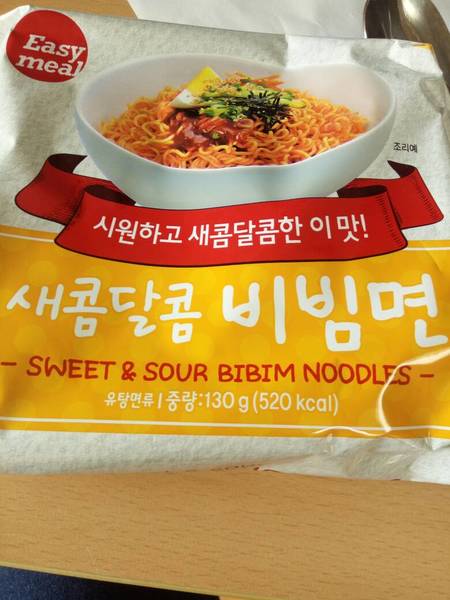 Easy
meal
조리예
시원하고 새콤달콤한 이 맛!
새콤달콤 비빔면
- SWEET & SOUR BIBIM NOODLES -
유탕면류 | 중량:130 g (520 kcal)